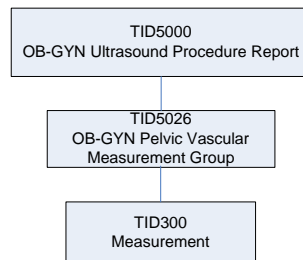 TID5000
OB-GYN Ultrasound Procedure Report
TID5026
OB-GYN Pelvic Vascular
Measurement Group
TID300
Measurement